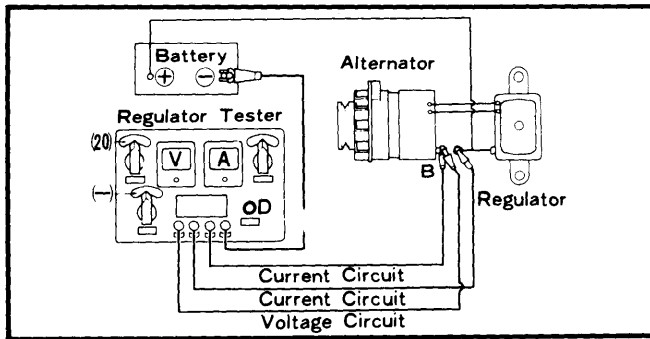 Battery
+ −
Alternator
Regulator Tester
(20)
V A
(—)
OD
B
Regulator
Current Circuit
Current Circuit
Voltage Circuit